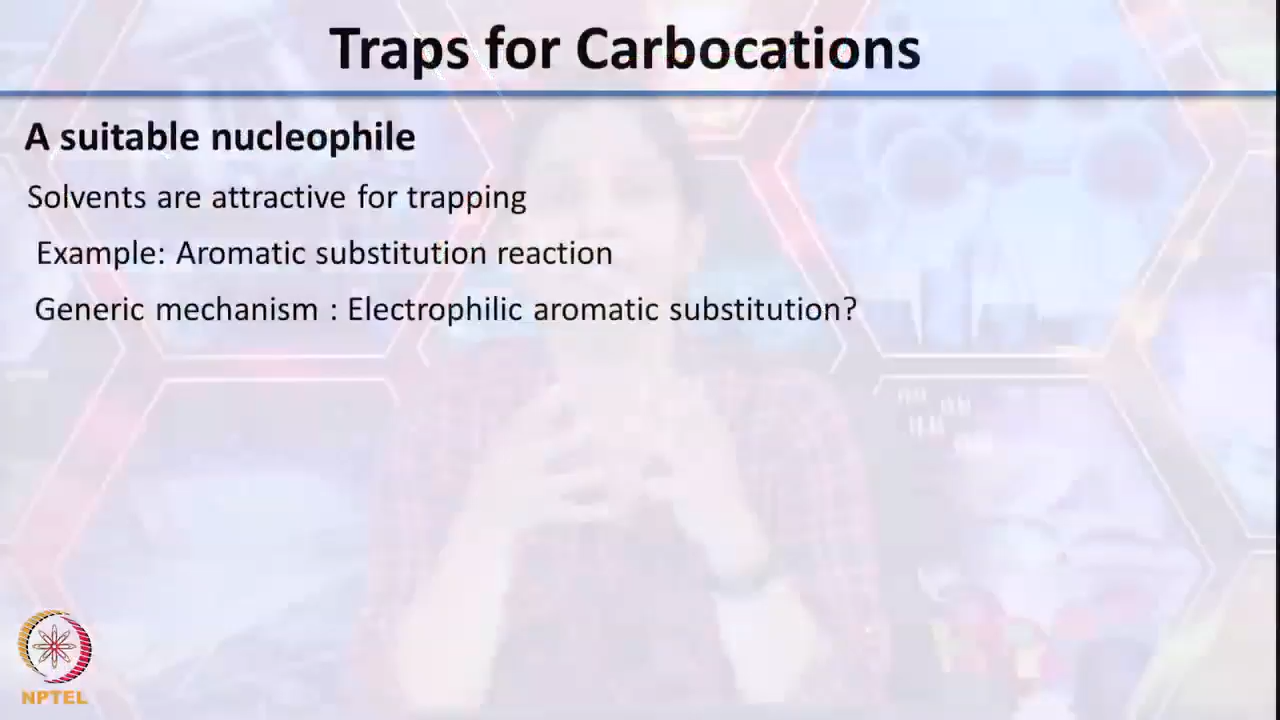 Traps for Carbocations
A suitable nucleophile
Solvents are attractive for trapping
Example: Aromatic substitution reaction
Generic mechanism : Electrophilic aromatic substitution?
NPTEL